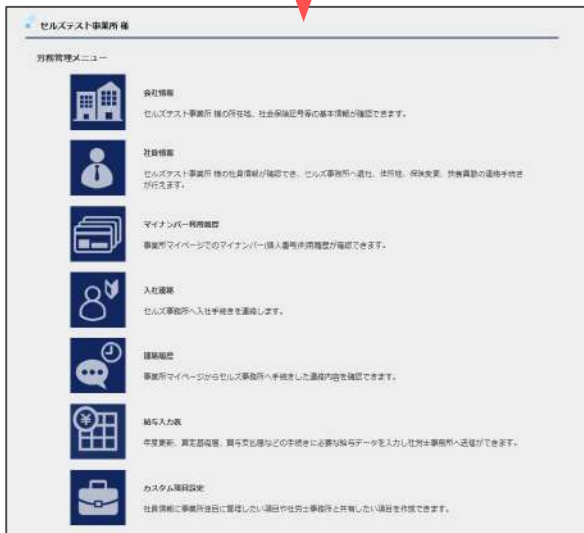 セルズテスト事業所 様
労務管理メニュー
会社情報
セルズテスト事業所 様の所在地、社会保険記号等の基本情報が確認できます。
社員情報
セルズテスト事業所 様の社員情報が確認でき、セルズ事務所へ退社、住所姓、保険変更、扶養異動の連絡手続き
が行えます。
マイナンバー利用履歴
事業所マイページでのマイナンバー(個人番号)利用履歴が確認できます。
入社連絡
セルズ事務所へ入社手続きを連絡します。
連絡履歴
事業所マイページからセルズ事務所へ手続きした連絡内容を確認できます。
給与入力表
年度更新、算定基礎届、賞与支払届などの手続きに必要な給与データを入力し社労士事務所へ送信ができます。
カスタム項目設定
社員情報に事業所独自に管理したい項目や社労士事務所と共有したい項目を作成できます。